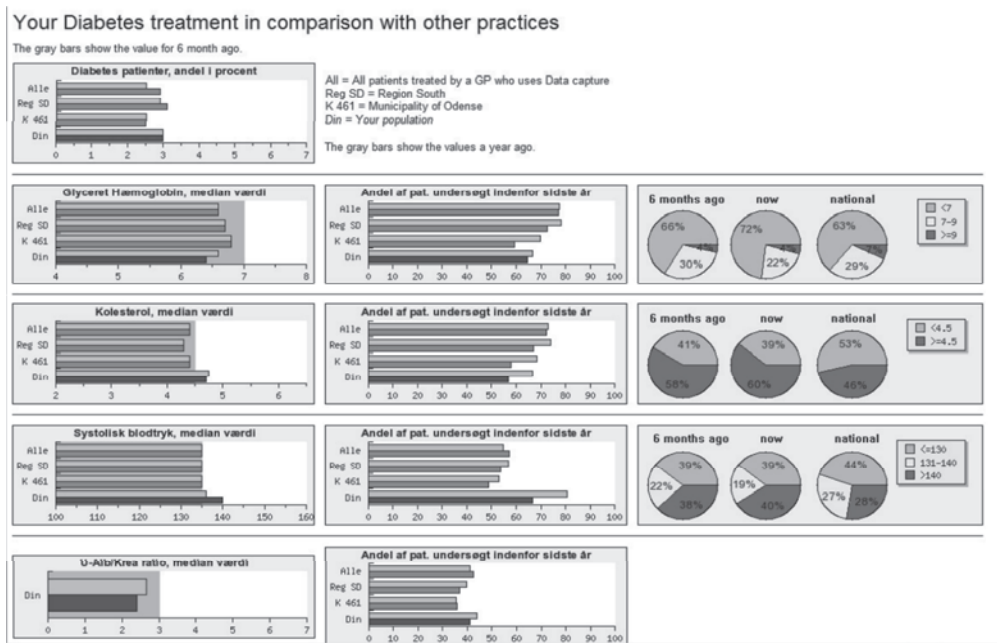 Your Diabetes treatment in comparison with other practices
The gray bars show the value for 6 month ago.
Diabetes patienter, andel i procent
Alle
Reg SD
K 461
Din
0 1 2 3 4 5 6 7
All = All patients treated by a GP who uses Data capture
Reg SD = Region South
K 461 = Municipality of Odense
Din = Your population
The gray bars show the values a year ago.
Glyceret Hæmoglobin, median værdi
Alle
Reg SD
K 461
Din
4 5 6 7 8
Andel af pat. undersøgt indenfor sidste år
Alle
Reg SD
K 461
Din
0 10 20 30 40 50 60 70 80 90 100
6 months ago now national
66% 72% 63%
4% 4% 7%
30% 22% 29%
<7
7-9
>=9
Kolesterol, median værdi
Alle
Reg SD
K 461
Din
2 3 4 5 6
Andel af pat. undersøgt indenfor sidste år
Alle
Reg SD
K 461
Din
0 10 20 30 40 50 60 70 80 90 100
6 months ago now national
41% 39% 53%
58% 60% 46%
<4.5
>=4.5
Systolisk blodtryk, median værdi
Alle
Reg SD
K 461
Din
100 110 120 130 140 150 160
Andel af pat. undersøgt indenfor sidste år
Alle
Reg SD
K 461
Din
0 10 20 30 40 50 60 70 80 90 100
6 months ago now national
39% 39% 44%
22% 19% 27%
38% 40% 28%
<=130
131-140
>140
U-Alb/Krea ratio, median værdi
Din
0 1 2 3 4 5 6 7
Andel af pat. undersøgt indenfor sidste år
Alle
Reg SD
K 461
Din
0 10 20 30 40 50 60 70 80 90 100